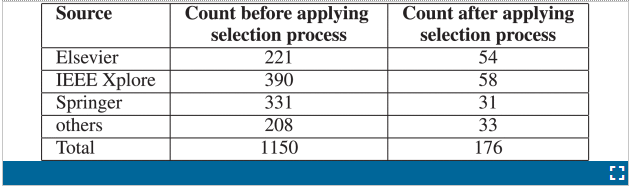 Source Count before applying selection process Count after applying selection process
Elsevier 221 54
IEEE Xplore 390 58
Springer 331 31
others 208 33
Total 1150 176